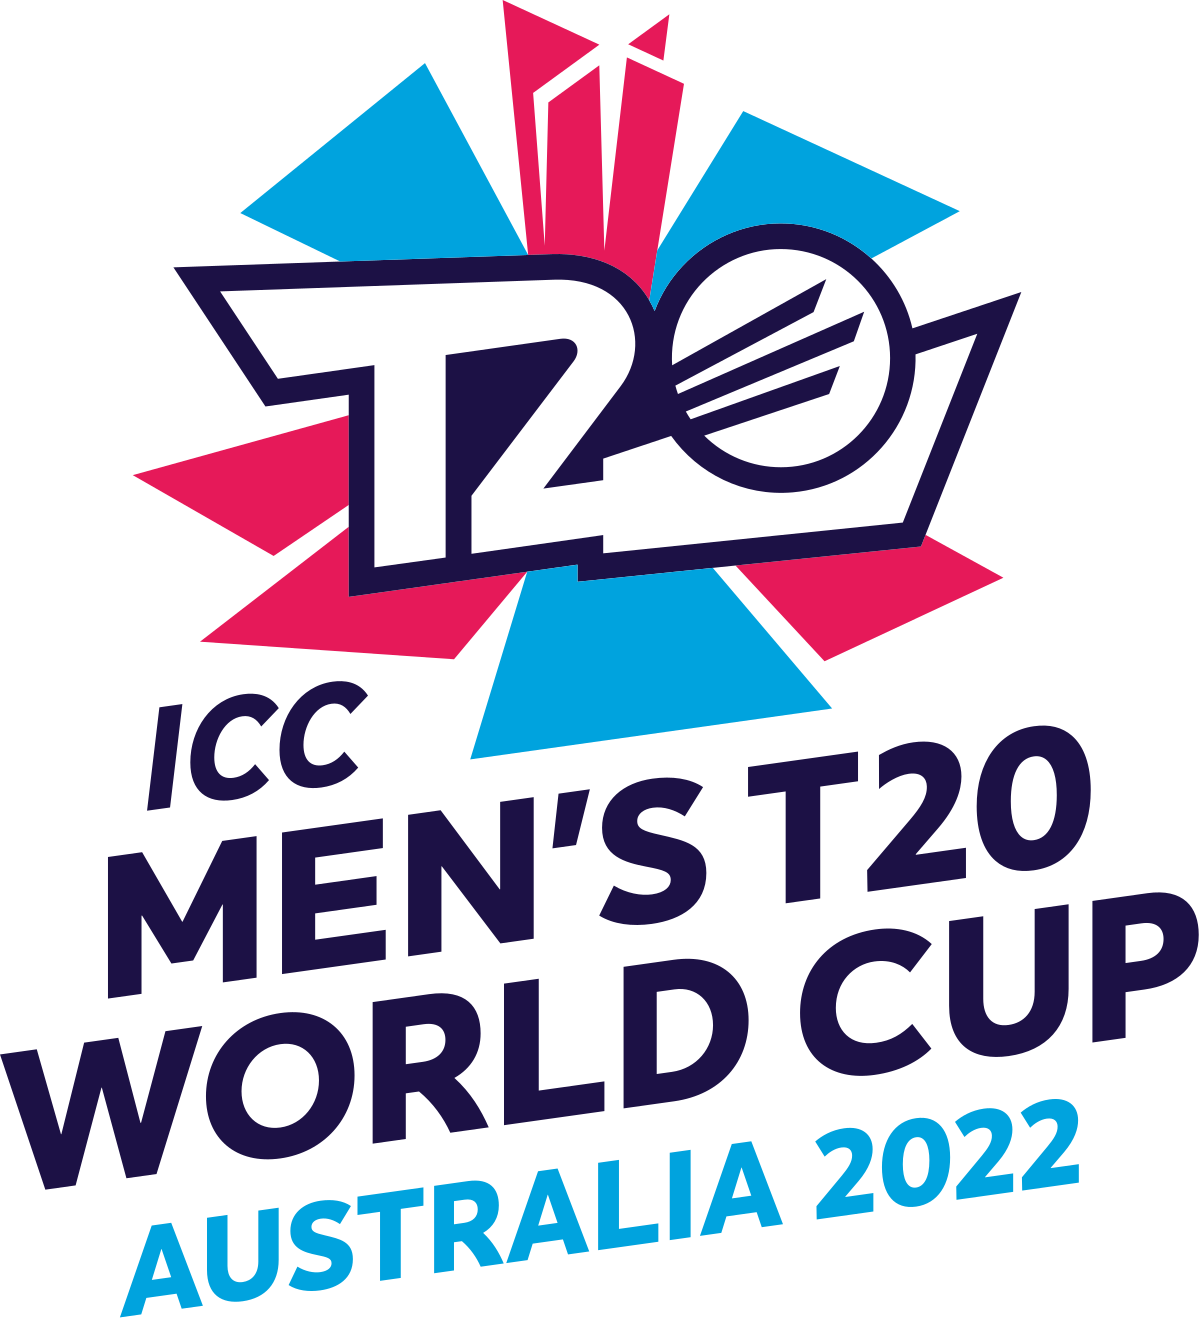 T20
ICC
MEN'S T20
WORLD CUP
AUSTRALIA 2022